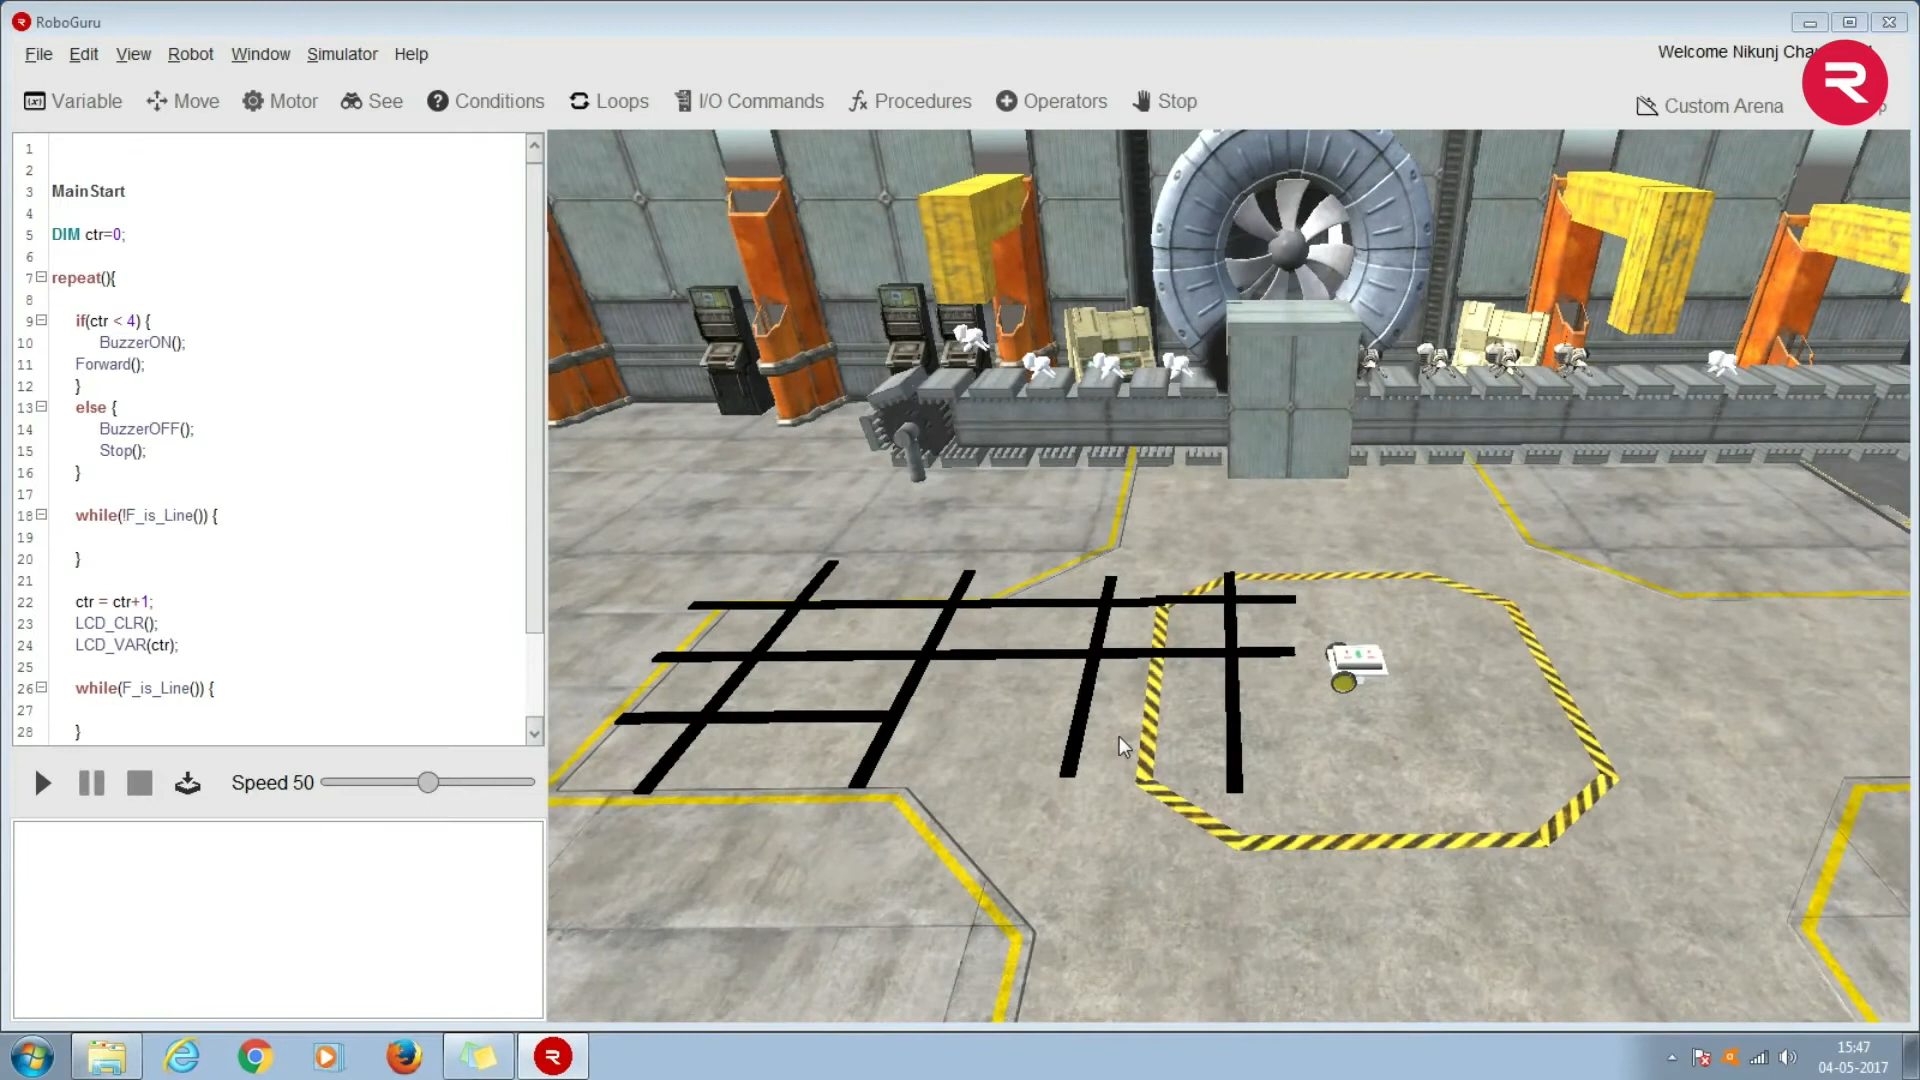 RoboGuru
File Edit View Robot Window Simulator Help
Welcome Nikunj
Variable Move Motor See Conditions Loops I/O Commands Procedures Operators Stop
Custom Arena
1
2
3 MainStart
4
5 DIM ctr=0;
6
7 repeat(){
8
9 if(ctr < 4) {
10 BuzzerON();
11 Forward();
12 }
13 else {
14 BuzzerOFF();
15 Stop();
16 }
17
18 while(!F_is_Line()) {
19
20 }
21
22 ctr = ctr+1;
23 LCD_CLR();
24 LCD_VAR(ctr);
25
26 while(F_is_Line()) {
27
28 }
Speed 50
15:47
04-05-2017